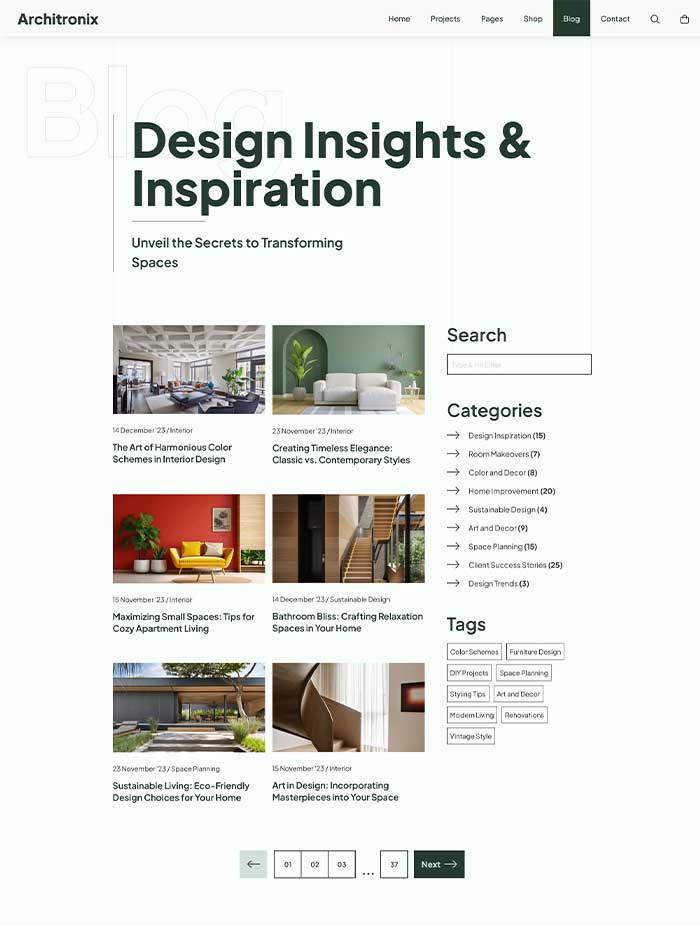 Architronix
Home Projects Pages Shop Blog Contact
Blog
Design Insights &
Inspiration
Unveil the Secrets to Transforming
Spaces
14 December '23 / Interior
The Art of Harmonious Color
Schemes in Interior Design
23 November '23 / Interior
Creating Timeless Elegance:
Classic vs. Contemporary Styles
15 November '23 / Interior
Maximizing Small Spaces: Tips for
Cozy Apartment Living
14 December '23 / Sustainable Design
Bathroom Bliss: Crafting Relaxation
Spaces in Your Home
23 November '23 / Space Planning
Sustainable Living: Eco-Friendly
Design Choices for Your Home
15 November '23 / Interior
Art in Design: Incorporating
Masterpieces into Your Space
Search
Type & Hit Enter
Categories
Design Inspiration (15)
Room Makeovers (7)
Color and Decor (8)
Home Improvement (20)
Sustainable Design (4)
Art and Decor (9)
Space Planning (15)
Client Success Stories (25)
Design Trends (3)
Tags
Color Schemes Furniture Design
DIY Projects Space Planning
Styling Tips Art and Decor
Modern Living Renovations
Vintage Style
01 02 03 ... 37 Next